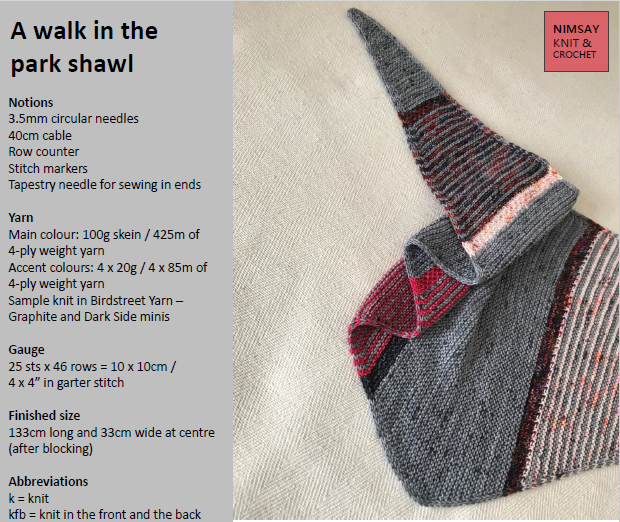 A walk in the
park shawl
NIMSAY
KNIT &
CROCHET
Notions
3.5mm circular needles
40cm cable
Row counter
Stitch markers
Tapestry needle for sewing in ends
Yarn
Main colour: 100g skein / 425m of
4-ply weight yarn
Accent colours: 4 x 20g / 4 x 85m of
4-ply weight yarn
Sample knit in Birdstreet Yarn –
Graphite and Dark Side minis
Gauge
25 sts x 46 rows = 10 x 10cm /
4 x 4” in garter stitch
Finished size
133cm long and 33cm wide at centre
(after blocking)
Abbreviations
k = knit
kfb = knit in the front and the back